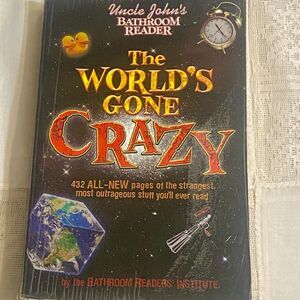 Uncle John's
BATHROOM
READER
The
WORLD'S
GONE
CRAZY
432 ALL-NEW pages of the strangest,
most outrageous stuff you'll ever read
by the BATHROOM READERS' INSTITUTE